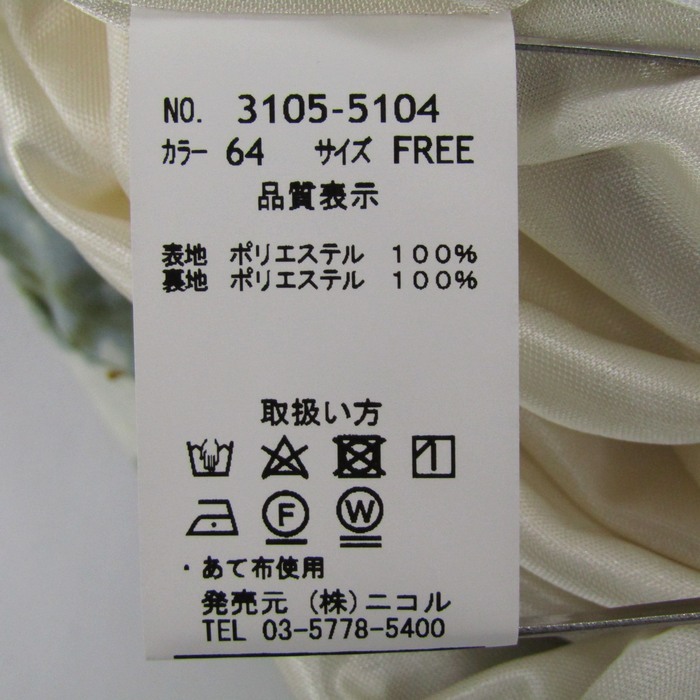 NO. 3105-5104
カラー 64 サイズ FREE
品質表示
表地 ポリエステル 100%
裏地 ポリエステル 100%
取扱い方
F W
・あて布使用
発売元 (株)ニコル
TEL 03-5778-5400